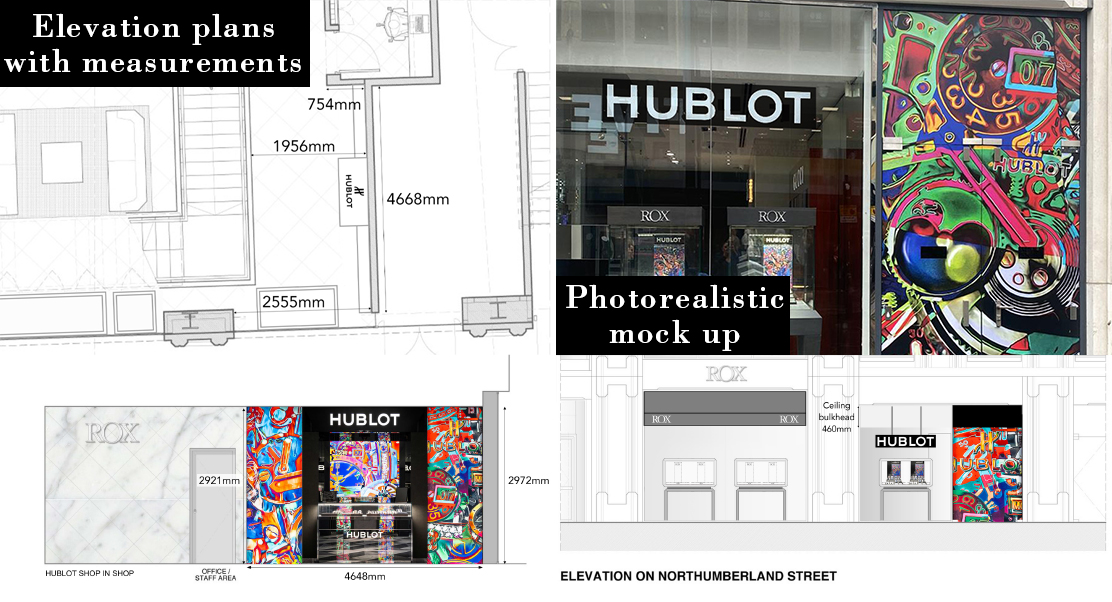 Elevation plans
with measurements
754mm
1956mm
HUBLOT
4668mm
2555mm
HUBLOT
07
HUBLOT
ROX
ROX
HUBLOT
HUBLOT
Photorealistic
mock up
ROX
HUBLOT
2921mm
2972mm
HUBLOT
HUBLOT SHOP IN SHOP
OFFICE /
STAFF AREA
4648mm
ROX
ROX
ROX
Ceiling
bulkhead
460mm
HUBLOT
HUBLOT
ELEVATION ON NORTHUMBERLAND STREET